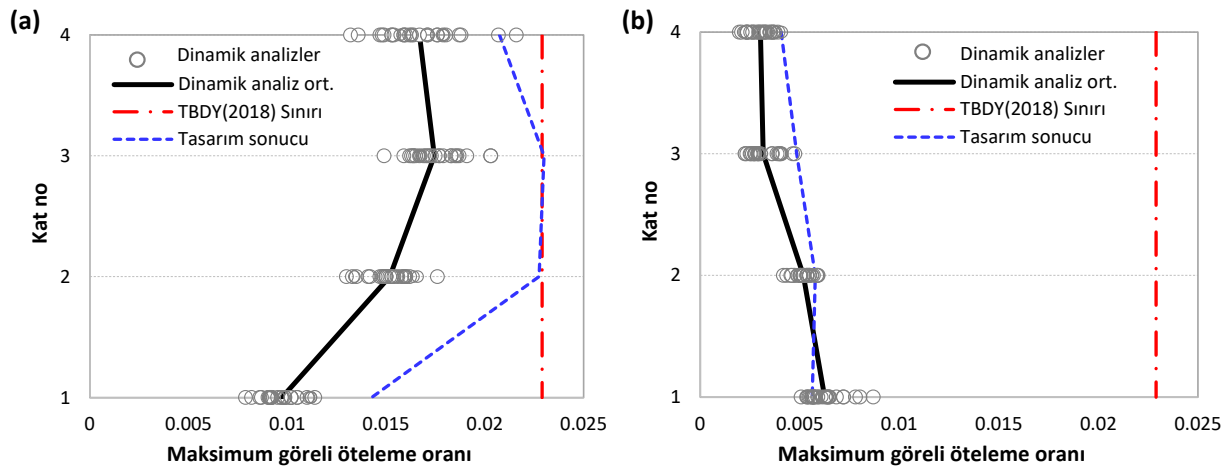 (a)
4
3
2
1
Kat no
Dinamik analizler
Dinamik analiz ort.
TBDY(2018) Sınırı
Tasarım sonucu
0
0.005
0.01
0.015
0.02
0.025
Maksimum göreli öteleme oranı
(b)
4
3
2
1
Kat no
Dinamik analizler
Dinamik analiz ort.
TBDY(2018) Sınırı
Tasarım sonucu
0
0.005
0.01
0.015
0.02
0.025
Maksimum göreli öteleme oranı